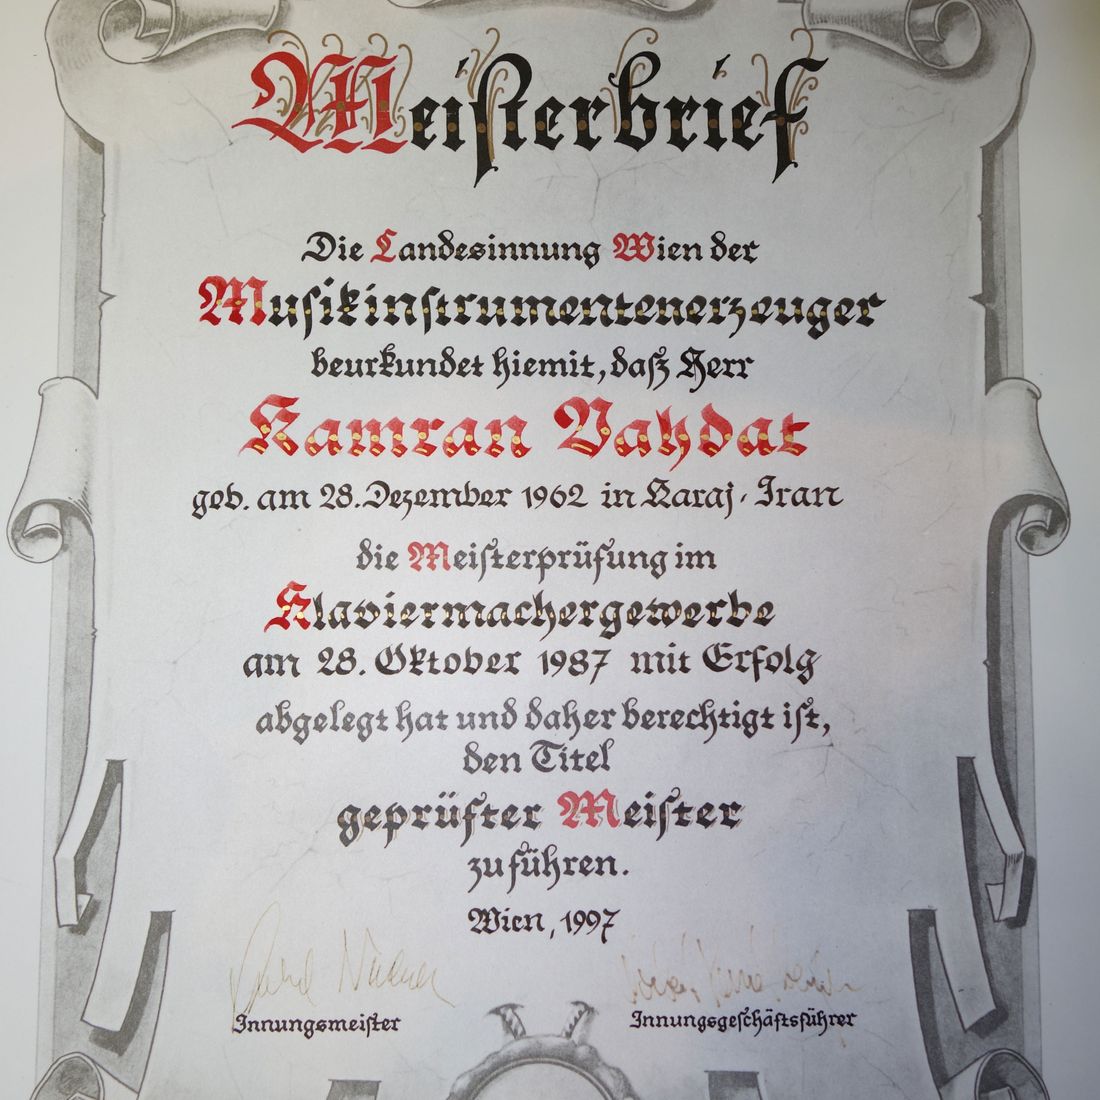 Meisterbrief
Die Landesinnung Wien der
Musikinstrumentenerzeuger
beurkundet hiemit, daß Herr
Kamran Vahdat
geb. am 28. Dezember 1962 in Karaj · Iran
die Meisterprüfung im
Klaviermachergewerbe
am 28. Oktober 1987 mit Erfolg
abgelegt hat und daher berechtigt ist,
den Titel
geprüfter Meister
zu führen.
Wien, 1997
Innungsmeister
Innungsgeschäftsführer